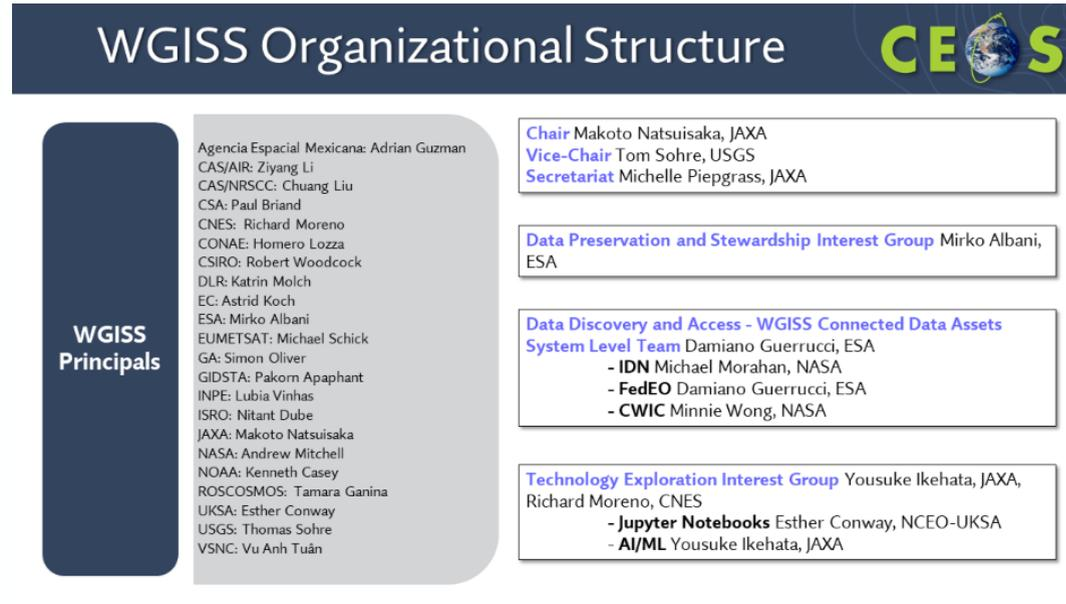 WGISS Organizational Structure
CEOS
WGISS
Principals
Agencia Espacial Mexicana: Adrian Guzman
CAS/AIR: Ziyang Li
CAS/NRSCC: Chuang Liu
CSA: Paul Briand
CNES: Richard Moreno
CONAE: Homero Lozza
CSIRO: Robert Woodcock
DLR: Katrin Molch
EC: Astrid Koch
ESA: Mirko Albani
EUMETSAT: Michael Schick
GA: Simon Oliver
GIDSTA: Pakorn Apaphant
INPE: Lubia Vinhas
ISRO: Nitant Dube
JAXA: Makoto Natsuisaka
NASA: Andrew Mitchell
NOAA: Kenneth Casey
ROSCOSMOS: Tamara Ganina
UKSA: Esther Conway
USGS: Thomas Sohre
VSNC: Vu Anh Tuân
Chair Makoto Natsuisaka, JAXA
Vice-Chair Tom Sohre, USGS
Secretariat Michelle Piepgrass, JAXA
Data Preservation and Stewardship Interest Group Mirko Albani,
ESA
Data Discovery and Access - WGISS Connected Data Assets
System Level Team Damiano Guerrucci, ESA
- IDN Michael Morahan, NASA
- FedEO Damiano Guerrucci, ESA
- CWIC Minnie Wong, NASA
Technology Exploration Interest Group Yousuke Ikehata, JAXA,
Richard Moreno, CNES
- Jupyter Notebooks Esther Conway, NCEO-UKSA
- AI/ML Yousuke Ikehata, JAXA